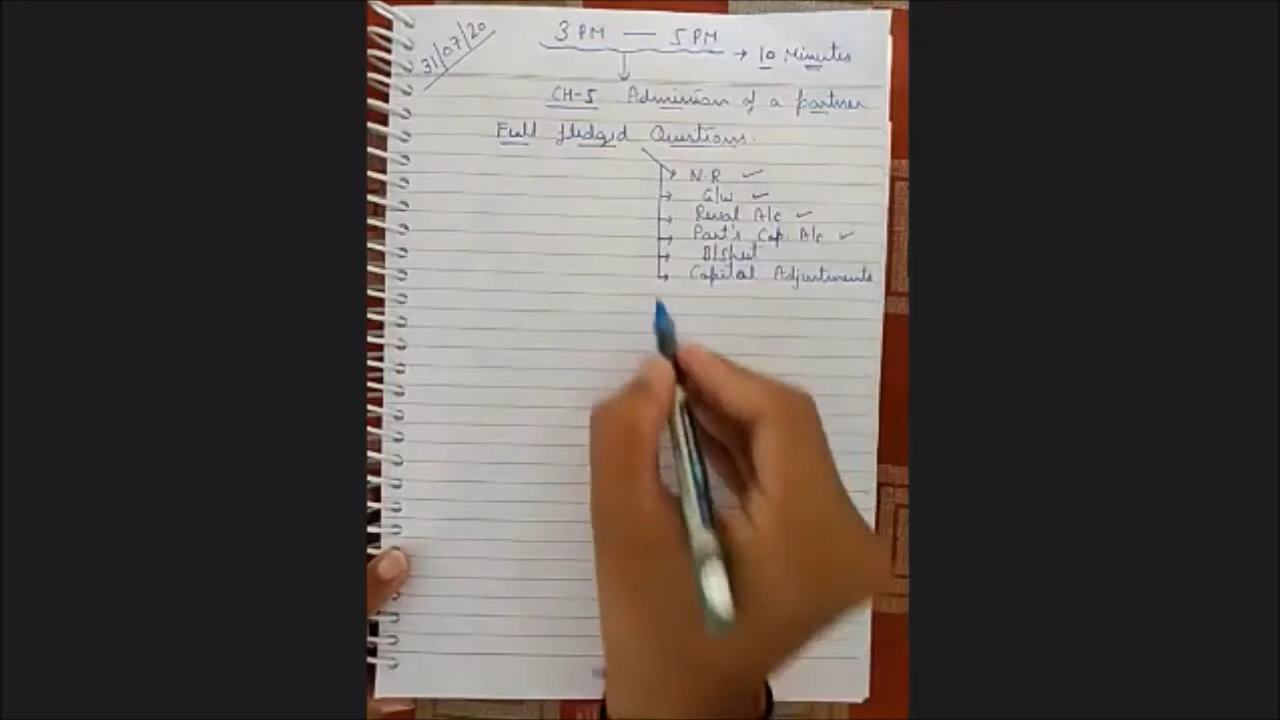 31/07/20
3 PM — 5 PM
→ 10 Minutes
CH-5 Admission of a partner
Full fledged Questions.
N.R ✓
G/w ✓
Reval A/c ✓
Part's Cap. A/c ✓
B/Sheet
Capital Adjustments